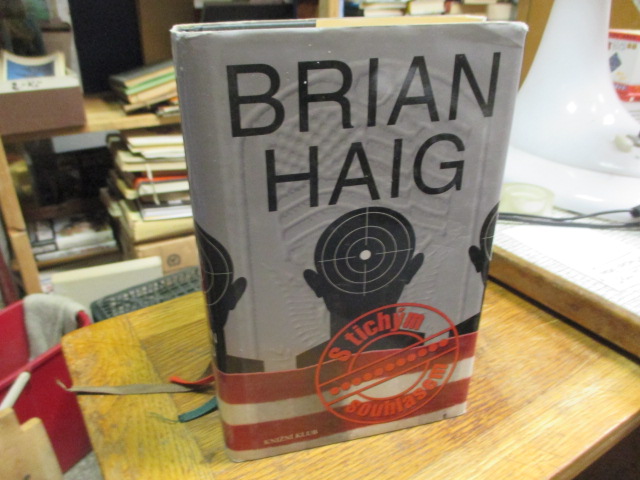 BRIAN
HAIG
S tichým
souhlasem
KNIŽNÍ KLUB